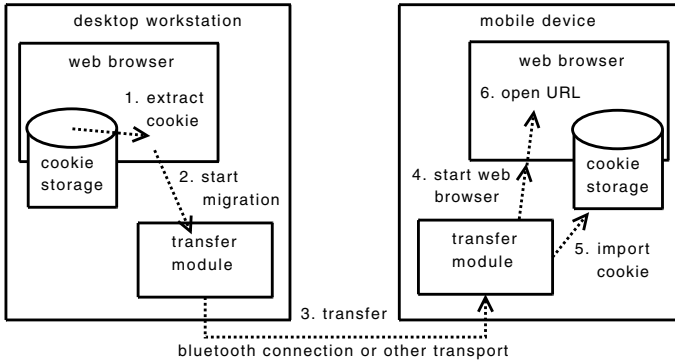 desktop workstation
web browser
1. extract
cookie
cookie
storage
2. start
migration
transfer
module
mobile device
web browser
6. open URL
cookie
storage
4. start web
browser
transfer
module
5. import
cookie
3. transfer
bluetooth connection or other transport